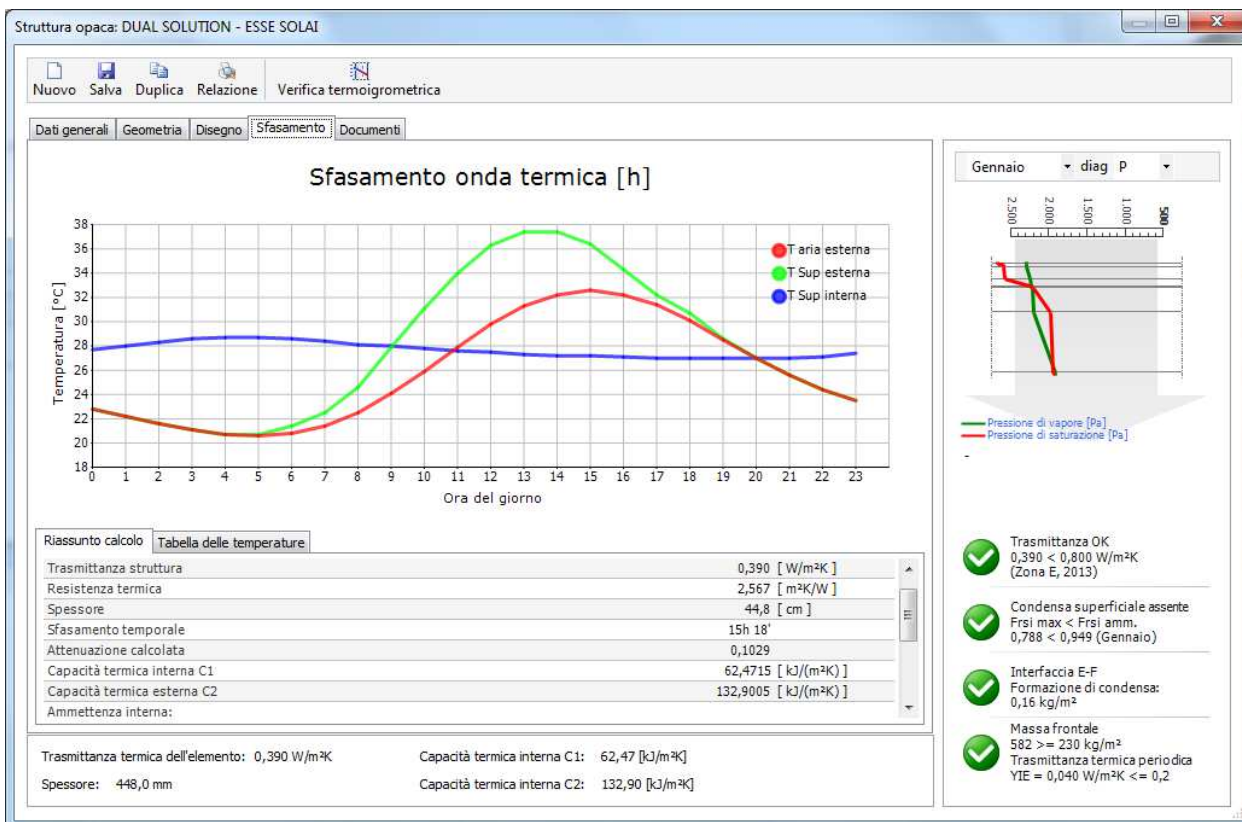 Struttura opaca: DUAL SOLUTION - ESSE SOLAI
Nuovo Salva Duplica Relazione Verifica termoigrometrica
Dati generali Geometria Disegno Sfasamento Documenti
Sfasamento onda termica [h]
Temperatura [°C]
38
36
34
32
30
28
26
24
22
20
18
0 1 2 3 4 5 6 7 8 9 10 11 12 13 14 15 16 17 18 19 20 21 22 23
Ora del giorno
T aria esterna
T Sup esterna
T Sup interna
Riassunto calcolo Tabella delle temperature
Trasmittanza struttura 0,390 [ W/m²K ]
Resistenza termica 2,567 [ m²K/W ]
Spessore 44,8 [ cm ]
Sfasamento temporale 15h 18'
Attenuazione calcolata 0,1029
Capacità termica interna C1 62,4715 [ kJ/(m²K) ]
Capacità termica esterna C2 132,9005 [ kJ/(m²K) ]
Ammettenza interna:
Trasmittanza termica dell'elemento: 0,390 W/m²K Capacità termica interna C1: 62,47 [kJ/m²K]
Spessore: 448,0 mm Capacità termica interna C2: 132,90 [kJ/m²K]
Gennaio diag P
2.500 2.000 1.500 1.000 500
Pressione di vapore [Pa]
Pressione di saturazione [Pa]
-
Trasmittanza OK
0,390 < 0,800 W/m²K
(Zona E, 2013)
Condensa superficiale assente
Frsi max < Frsi amm.
0,788 < 0,949 (Gennaio)
Interfaccia E-F
Formazione di condensa:
0,16 kg/m²
Massa frontale
582 >= 230 kg/m²
Trasmittanza termica periodica
YIE = 0,040 W/m²K <= 0,2